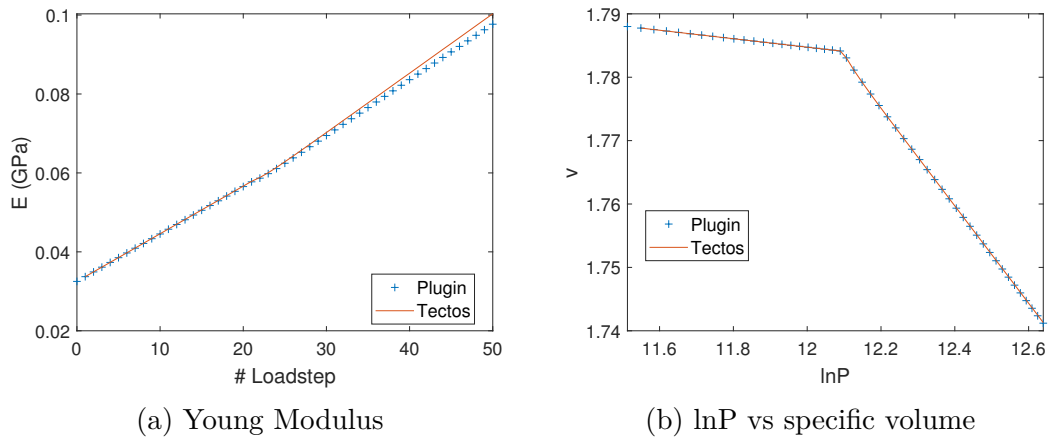 0.1
0.08
0.06
0.04
0.02
E (GPa)
0 10 20 30 40 50
# Loadstep
Plugin
Tectos
(a) Young Modulus
1.79
1.78
1.77
1.76
1.75
1.74
v
11.6 11.8 12 12.2 12.4 12.6
lnP
Plugin
Tectos
(b) lnP vs specific volume